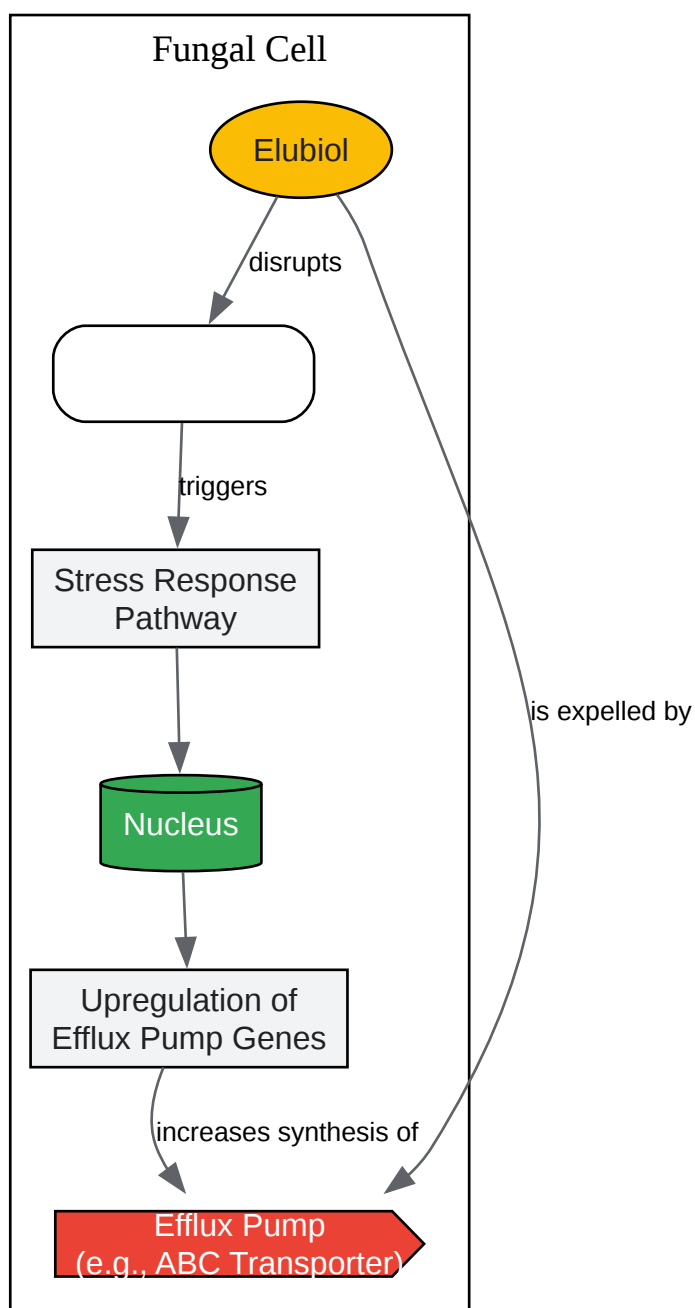 Fungal Cell
Elubiol
disrupts
triggers
Stress Response
Pathway
is expelled by
Nucleus
Upregulation of
Efflux Pump Genes
increases synthesis of
Efflux Pump
(e.g., ABC Transporter)